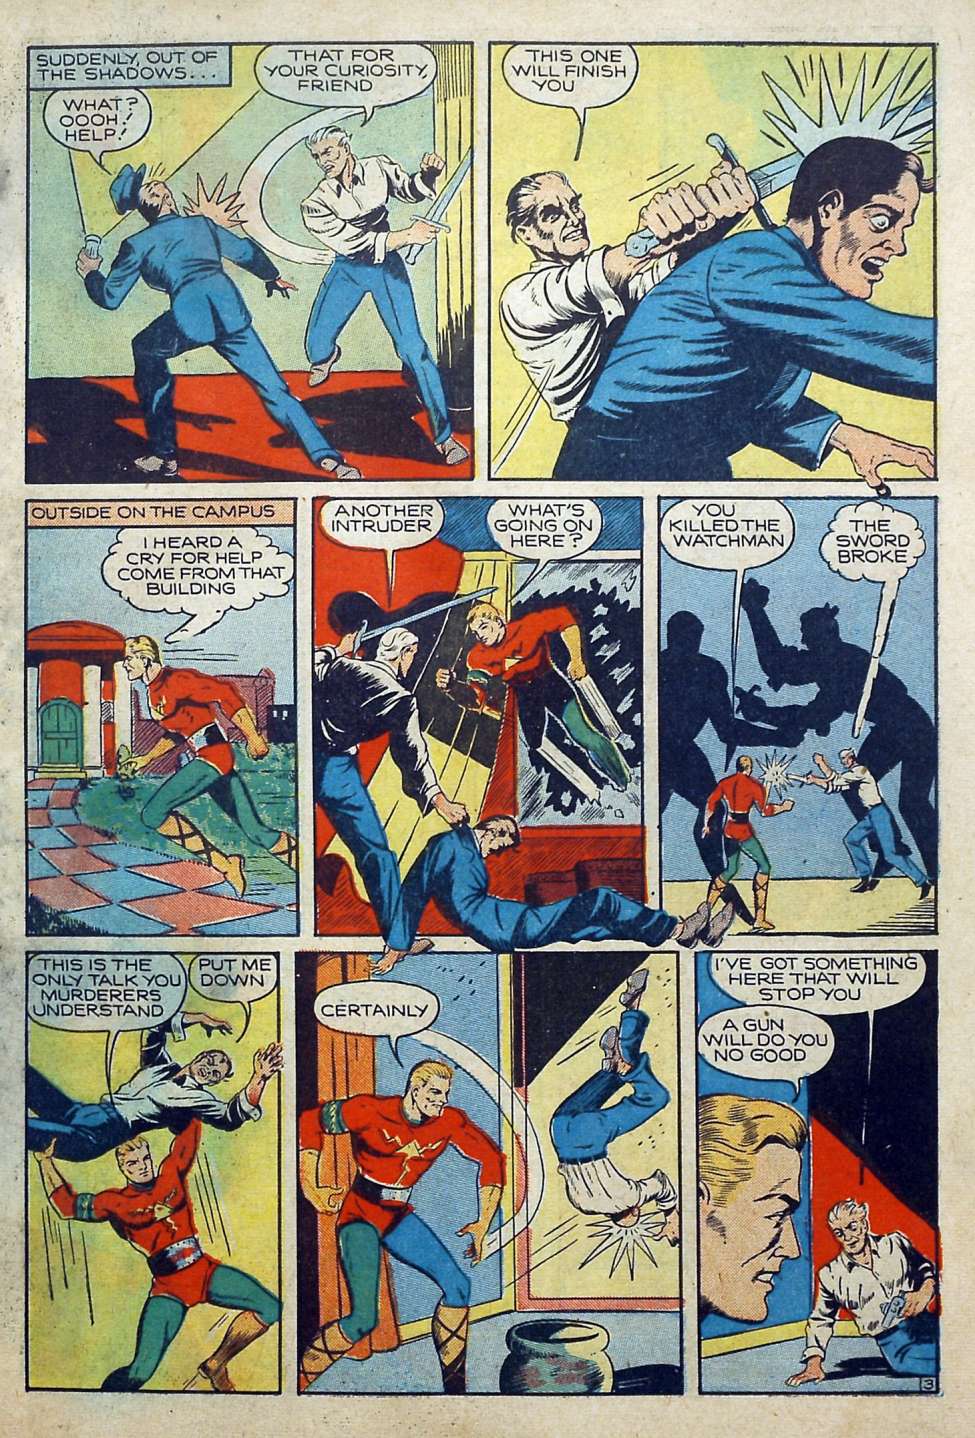 SUDDENLY, OUT OF
THE SHADOWS...
WHAT?
OOOH!
HELP!
THAT FOR
YOUR CURIOSITY,
FRIEND
THIS ONE
WILL FINISH
YOU
OUTSIDE ON THE CAMPUS
I HEARD A
CRY FOR HELP
COME FROM THAT
BUILDING
ANOTHER
INTRUDER
WHAT'S
GOING ON
HERE?
YOU
KILLED THE
WATCHMAN
THE
SWORD
BROKE
THIS IS THE
ONLY TALK YOU
MURDERERS
UNDERSTAND
PUT ME
DOWN
CERTAINLY
I'VE GOT SOMETHING
HERE THAT WILL
STOP YOU
A GUN
WILL DO YOU
NO GOOD
3